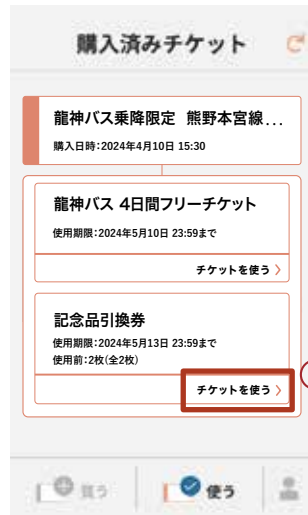 購入済みチケット
龍神バス乗降限定 熊野本宮線...
購入日時:2024年4月10日 15:30
龍神バス 4日間フリーチケット
使用期限:2024年5月10日 23:59まで
チケットを使う 〉
記念品引換券
使用期限:2024年5月13日 23:59まで
使用前:2枚(全2枚)
チケットを使う 〉
買う
使う